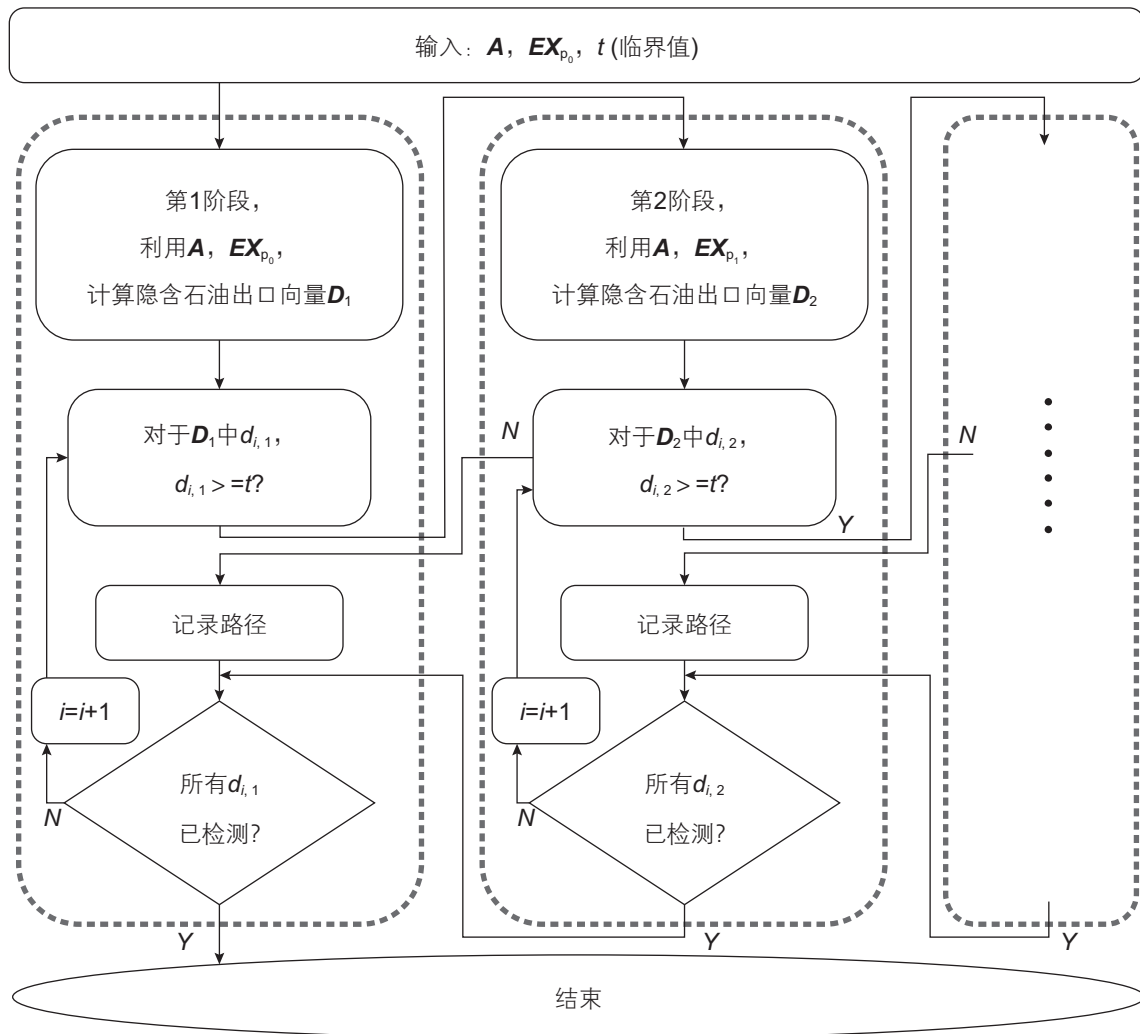 输入：A，EXp₀，t (临界值)
第1阶段，
利用A，EXp₀，
计算隐含石油出口向量D₁
对于D₁中dᵢ,₁，
dᵢ,₁>=t?
记录路径
i=i+1
所有dᵢ,₁
已检测?
N
Y
第2阶段，
利用A，EXp₁，
计算隐含石油出口向量D₂
N
对于D₂中dᵢ,₂，
dᵢ,₂>=t?
Y
记录路径
i=i+1
所有dᵢ,₂
已检测?
N
Y
N
Y
结束